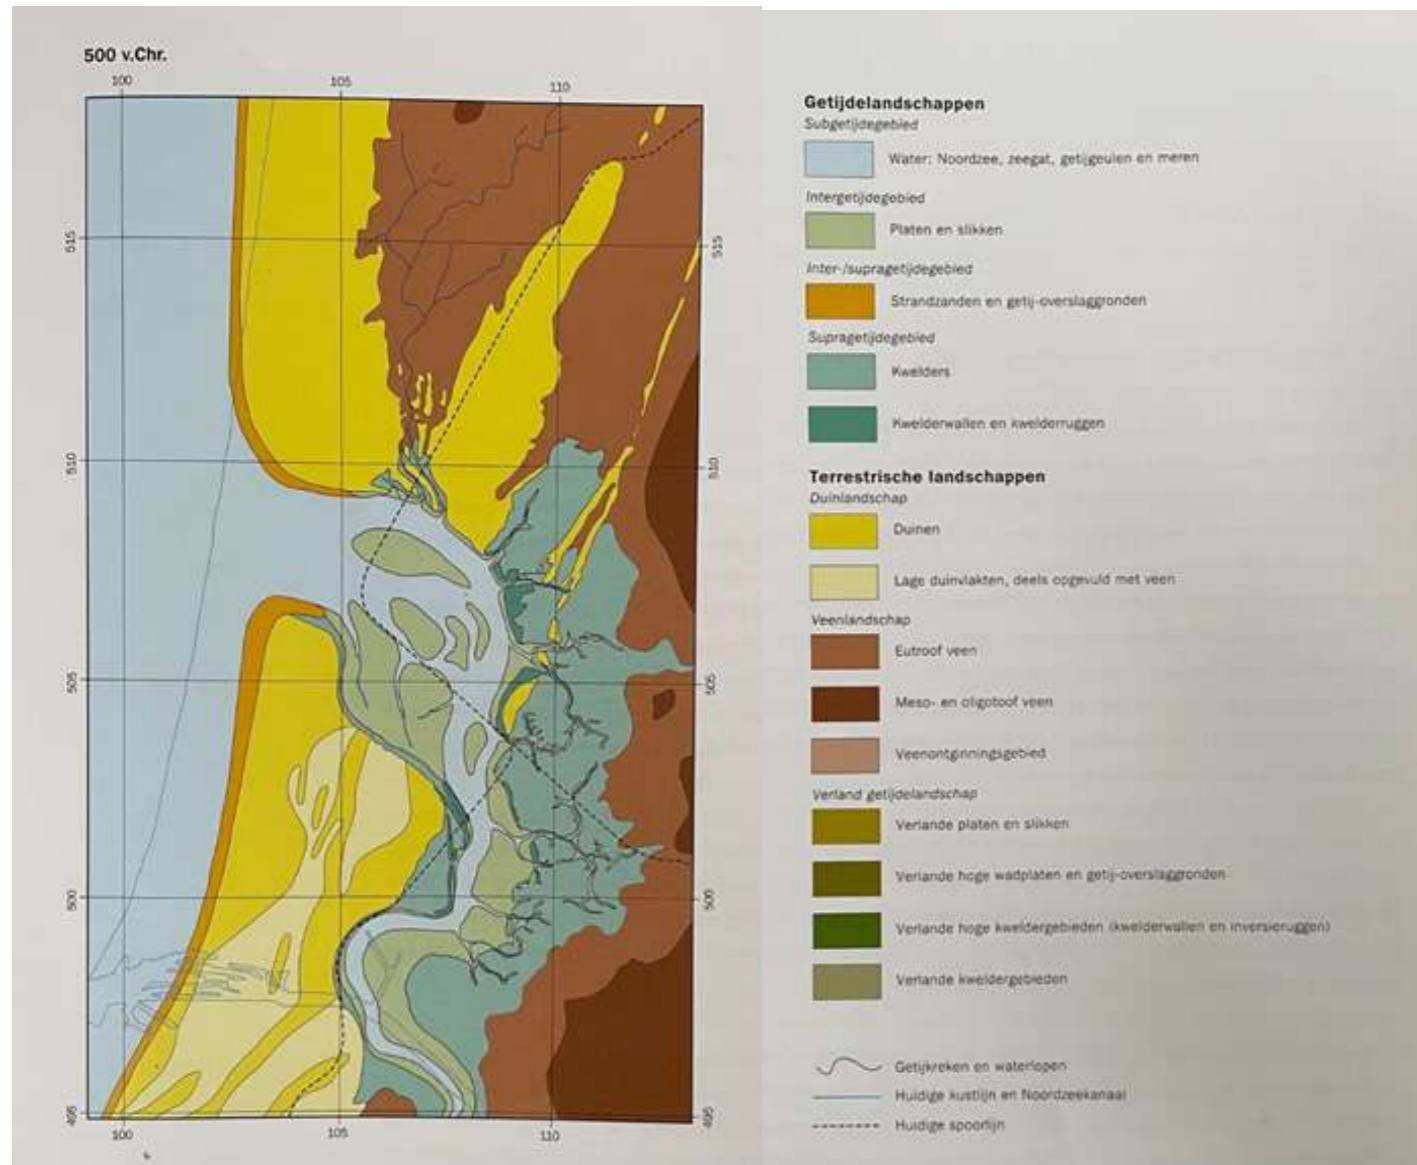 500 v.Chr.
100 105 110
515 515
510 510
505 505
500 500
495 495
100 105 110
Getijdelandschappen
Subgetijdegebied
Water: Noordzee, zeegat, getijgeulen en meren
Intergetijdegebied
Platen en slikken
Inter-/supragetijdegebied
Strandzanden en getij-overslaggronden
Supragetijdegebied
Kwelders
Kwelderwallen en kwelderruggen
Terrestrische landschappen
Duinlandschap
Duinen
Lage duinvlakten, deels opgevuld met veen
Veenlandschap
Eutroof veen
Meso- en oligotoof veen
Veenontginningsgebied
Verland getijdelandschap
Verlande platen en slikken
Verlande hoge wadplaten en getij-overslaggronden
Verlande hoge kweldergebieden (kwelderwallen en inversieruggen)
Verlande kweldergebieden
Getijkreken en waterlopen
Huidige kustlijn en Noordzeekanaal
Huidige spoorlijn